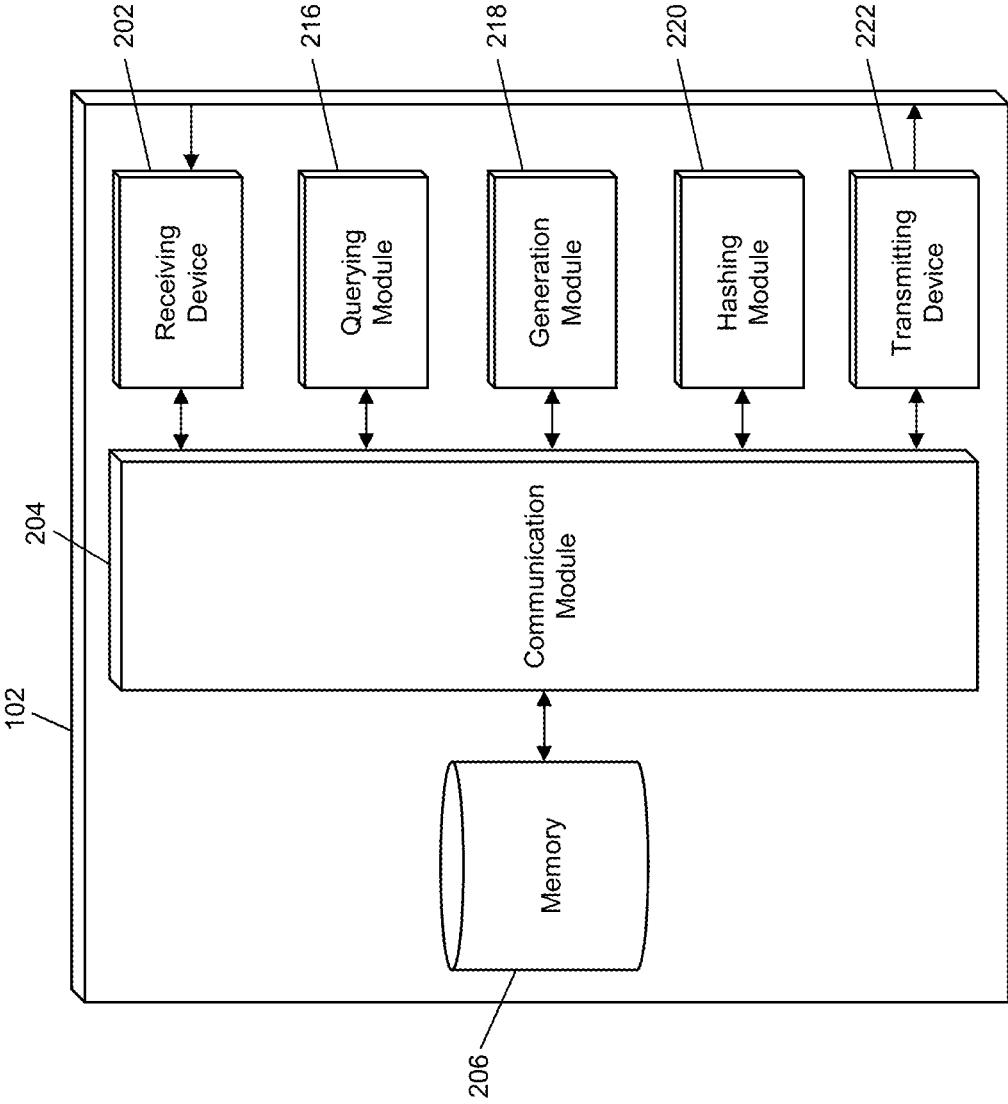 102
204
202
Receiving
Device
216
Querying
Module
218
Generation
Module
220
Hashing
Module
222
Transmitting
Device
Communication
Module
Memory
206